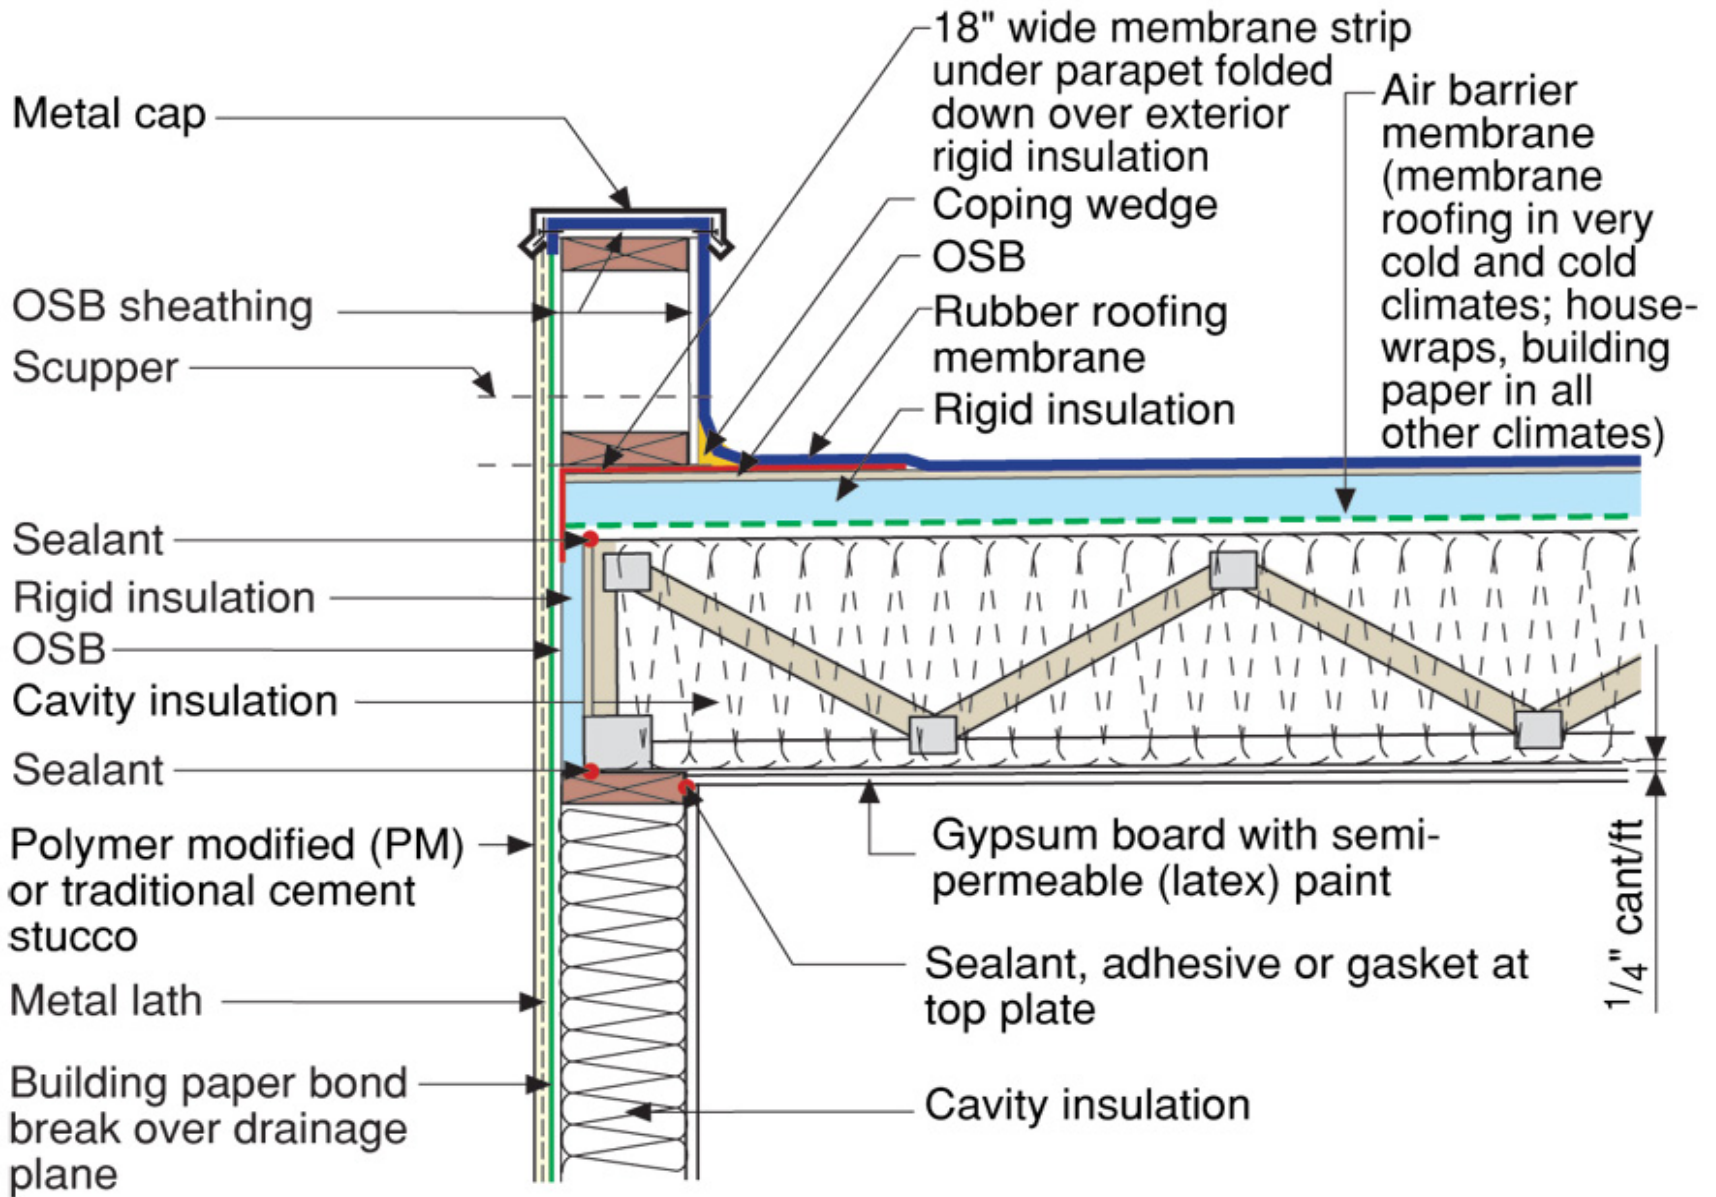 Metal cap
OSB sheathing
Scupper
Sealant
Rigid insulation
OSB
Cavity insulation
Sealant
Polymer modified (PM)
or traditional cement
stucco
Metal lath
Building paper bond
break over drainage
plane
18" wide membrane strip
under parapet folded
down over exterior
rigid insulation
Coping wedge
OSB
Rubber roofing
membrane
Rigid insulation
Air barrier
membrane
(membrane
roofing in very
cold and cold
climates; house-
wraps, building
paper in all
other climates)
Gypsum board with semi-
permeable (latex) paint
Sealant, adhesive or gasket at
top plate
Cavity insulation
1/4" cant/ft